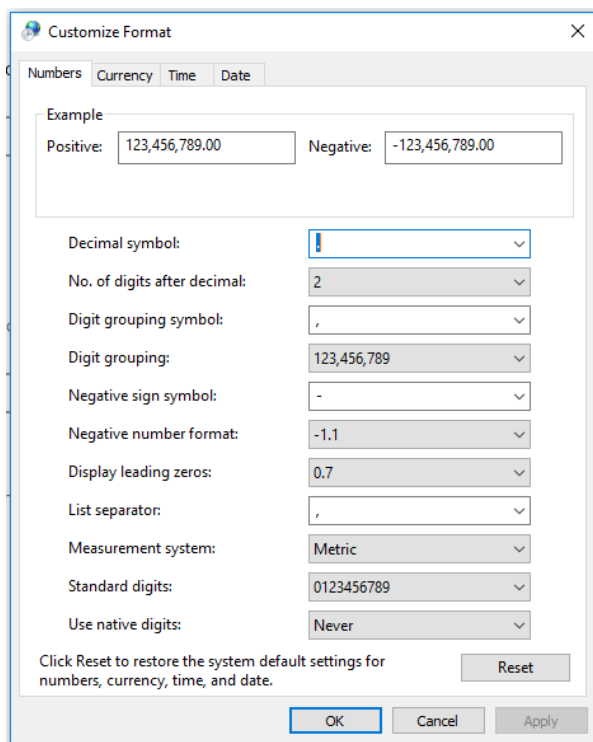 Customize Format
Numbers Currency Time Date
Example
Positive: 123,456,789.00 Negative: -123,456,789.00
Decimal symbol: .
No. of digits after decimal: 2
Digit grouping symbol: ,
Digit grouping: 123,456,789
Negative sign symbol: -
Negative number format: -1.1
Display leading zeros: 0.7
List separator: ,
Measurement system: Metric
Standard digits: 0123456789
Use native digits: Never
Click Reset to restore the system default settings for
numbers, currency, time, and date.
Reset
OK Cancel Apply